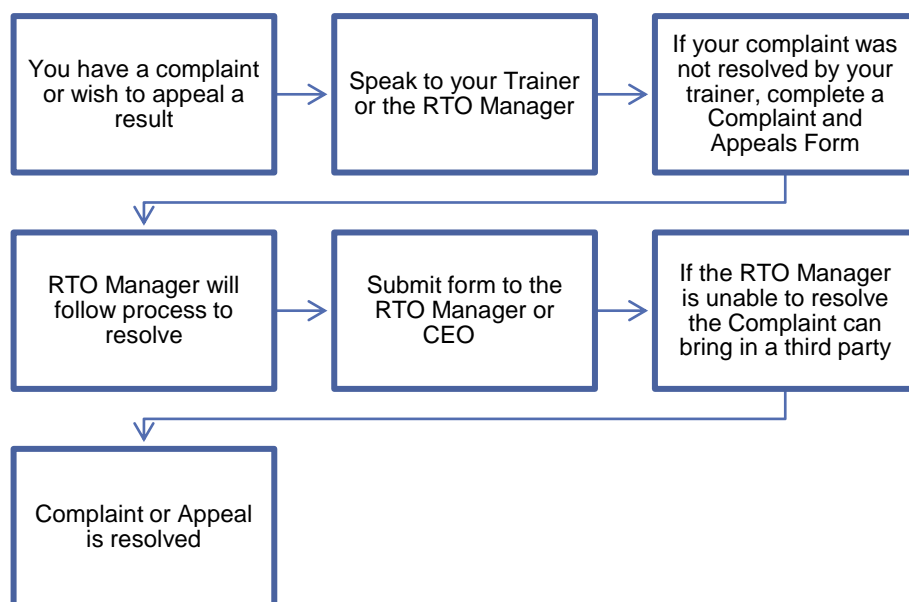 You have a complaint
or wish to appeal a
result
Speak to your Trainer
or the RTO Manager
If your complaint was
not resolved by your
trainer, complete a
Complaint and
Appeals Form
RTO Manager will
follow process to
resolve
Submit form to the
RTO Manager or
CEO
If the RTO Manager
is unable to resolve
the Complaint can
bring in a third party
Complaint or Appeal
is resolved